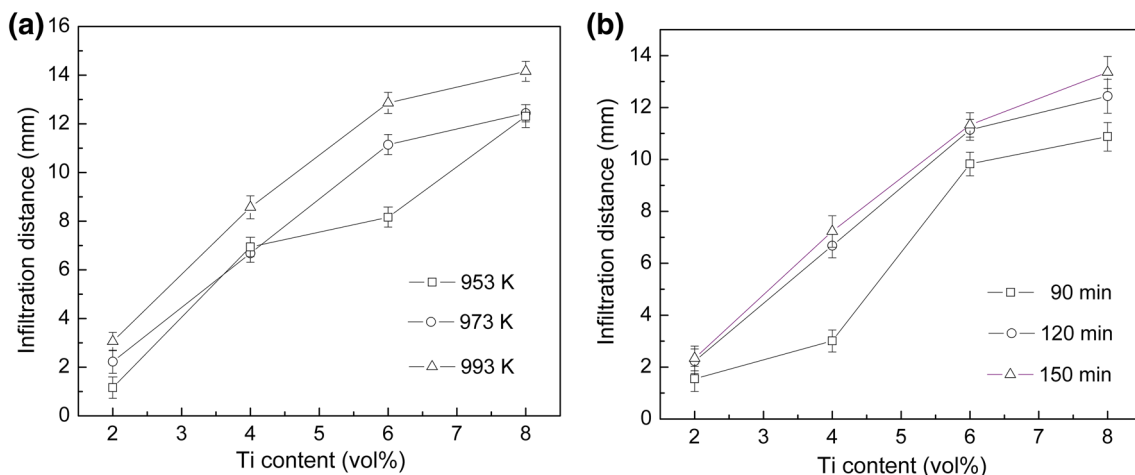 (a)
16
14
12
10
8
6
4
2
0
Infiltration distance (mm)
953 K
973 K
993 K
2 3 4 5 6 7 8
Ti content (vol%)
(b)
14
12
10
8
6
4
2
0
Infiltration distance (mm)
90 min
120 min
150 min
2 3 4 5 6 7 8
Ti content (vol%)